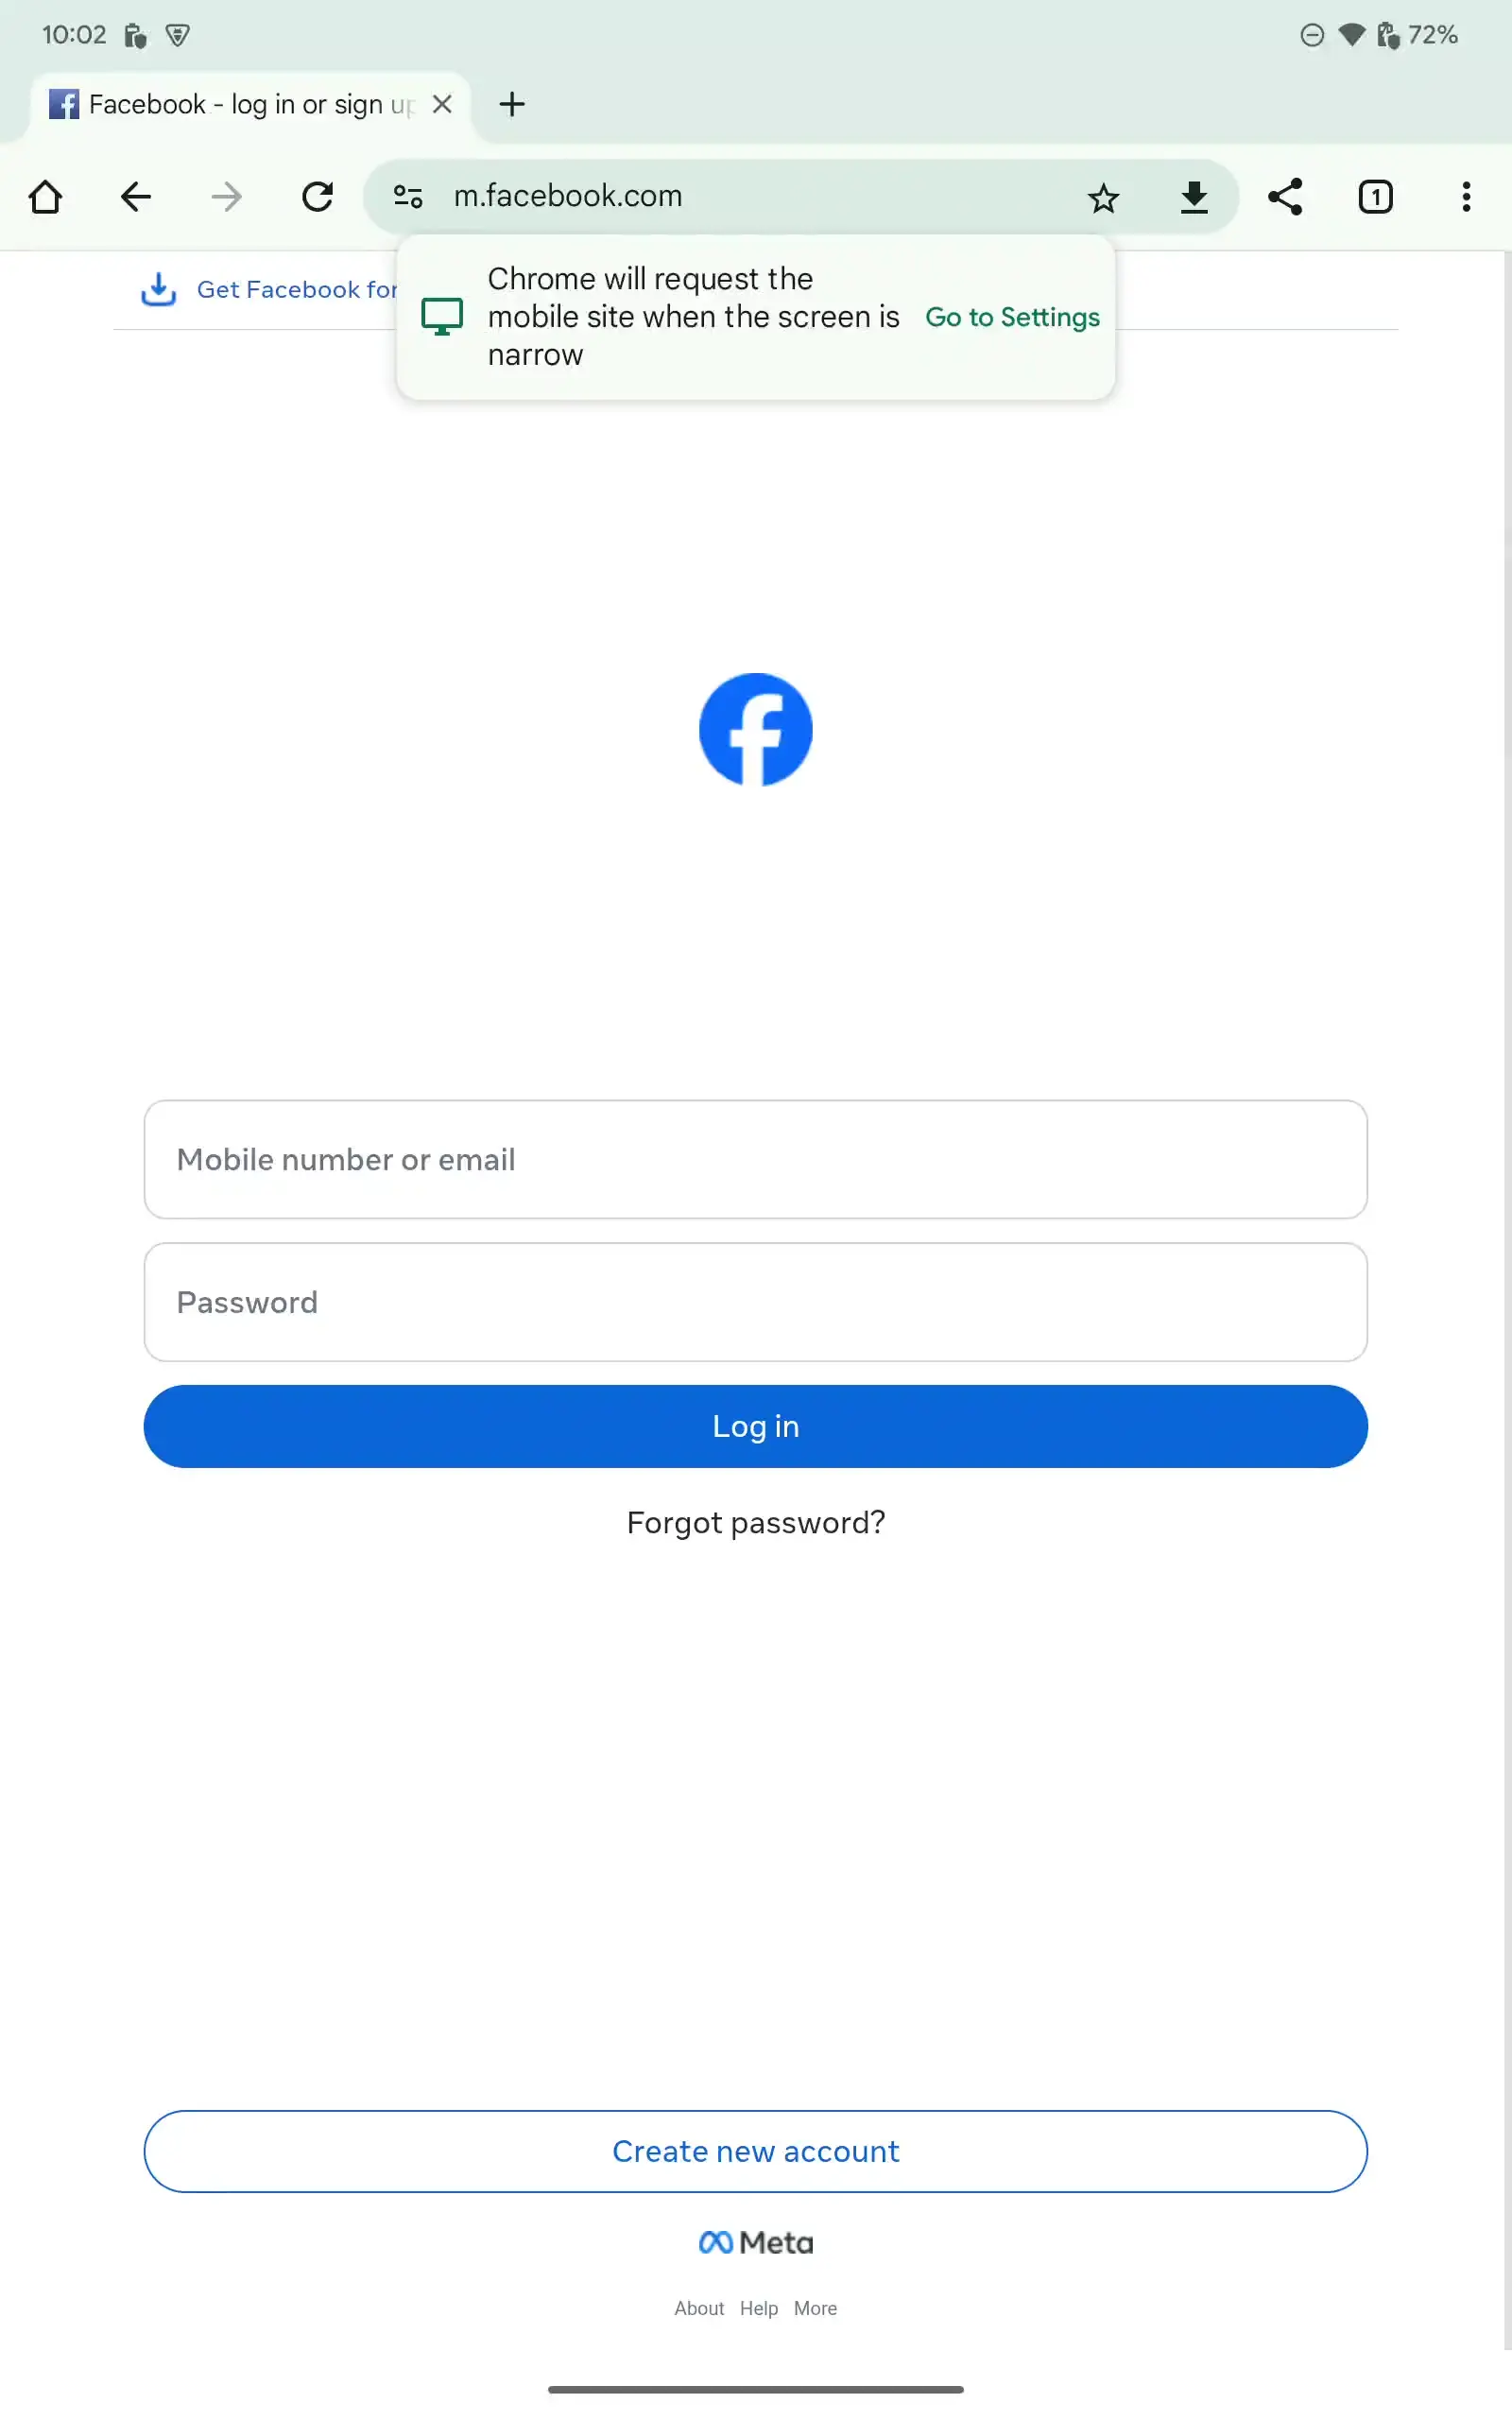 10:02
72%
Facebook - log in or sign up
m.facebook.com
1
Get Facebook for
Chrome will request the
mobile site when the screen is
narrow
Go to Settings
Mobile number or email
Password
Log in
Forgot password?
Create new account
Meta
About Help More